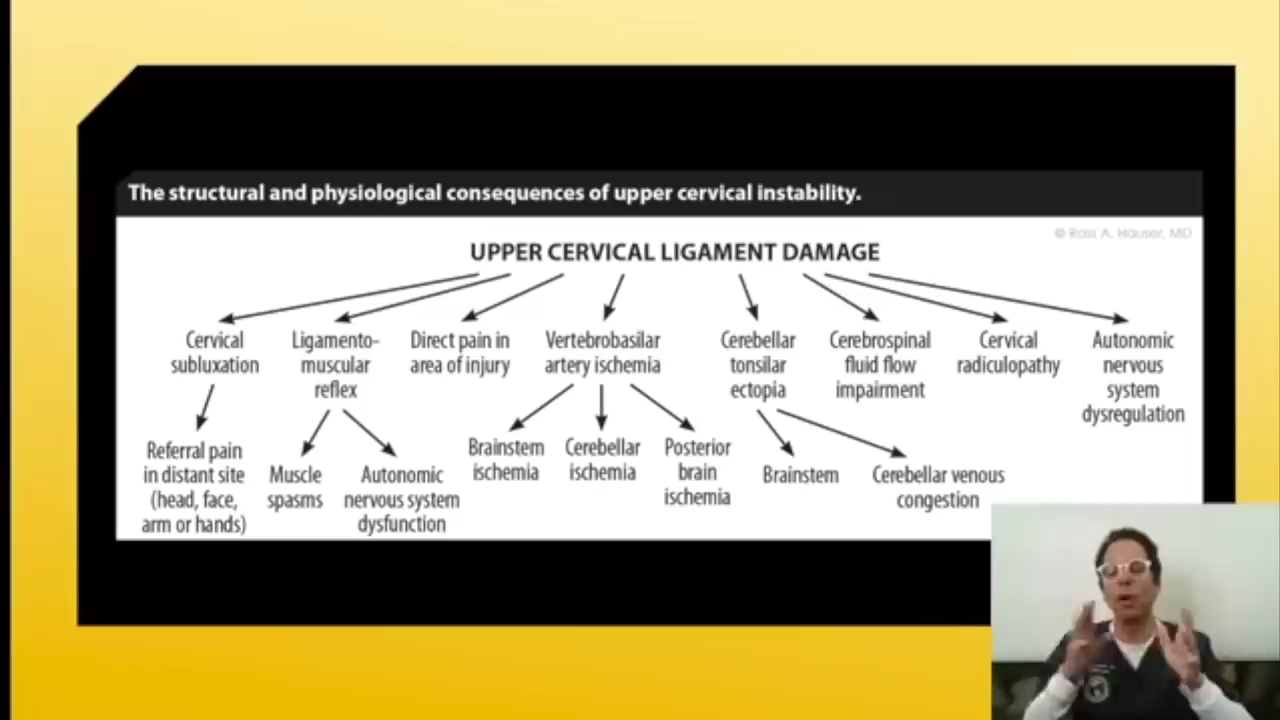 The structural and physiological consequences of upper cervical instability.
© Ross A. Hauser, MD
UPPER CERVICAL LIGAMENT DAMAGE
Cervical
subluxation
Ligamento-
muscular
reflex
Direct pain in
area of injury
Vertebrobasilar
artery ischemia
Cerebellar
tonsilar
ectopia
Cerebrospinal
fluid flow
impairment
Cervical
radiculopathy
Autonomic
nervous
system
dysregulation
Referral pain
in distant site
(head, face,
arm or hands)
Muscle
spasms
Autonomic
nervous system
dysfunction
Brainstem
ischemia
Cerebellar
ischemia
Posterior
brain
ischemia
Brainstem
Cerebellar venous
congestion